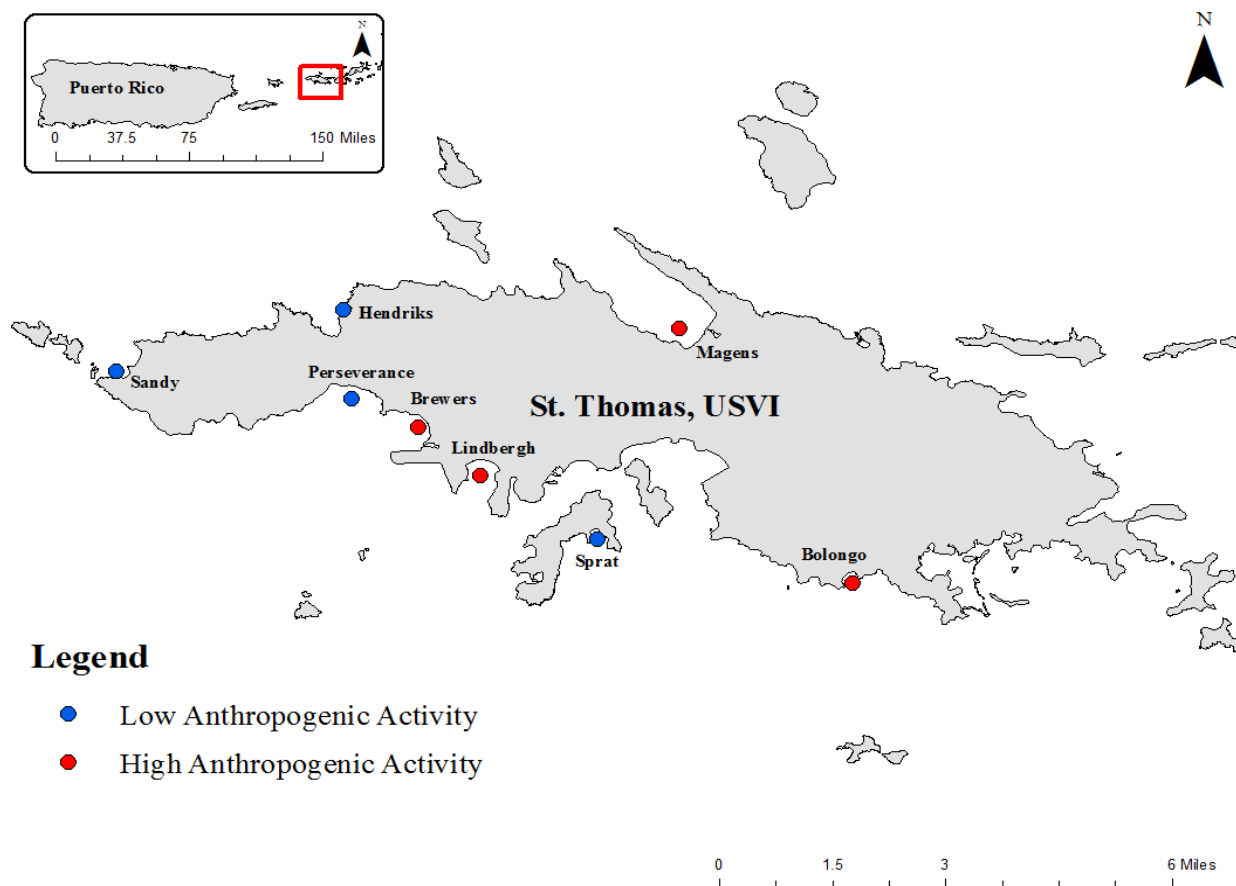 N
Puerto Rico
0 37.5 75 150 Miles
N
Hendriks
Magens
Sandy
Perseverance
Brewers
St. Thomas, USVI
Lindbergh
Sprat
Bolongo
Legend
Low Anthropogenic Activity
High Anthropogenic Activity
0 1.5 3 6 Miles